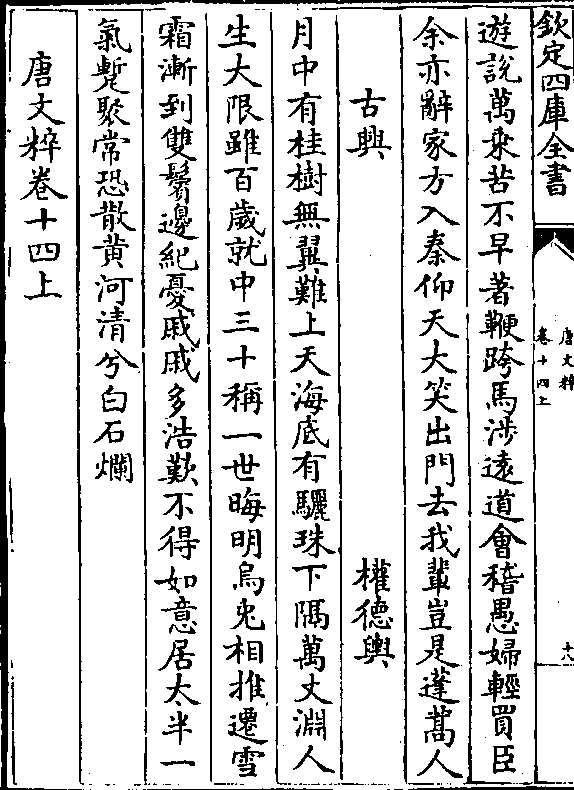 欽定四庫全書
唐文粹
卷十四上
十八
遊說萬乘苦不早著鞭跨馬涉遠道會稽愚婦輕買臣
余亦辭家方入秦仰天大笑出門去我輩豈是蓬蒿人
古興　權德輿
月中有桂樹無翼難上天海底有驪珠下隔萬丈淵人
生大限雖百歲就中三十稱一世晦明烏兎相推遷雪
霜漸到雙鬢邊紀憂戚戚多浩歎不得如意居太半一
氣蹔聚常恐散黃河清兮白石爛
唐文粹卷十四上